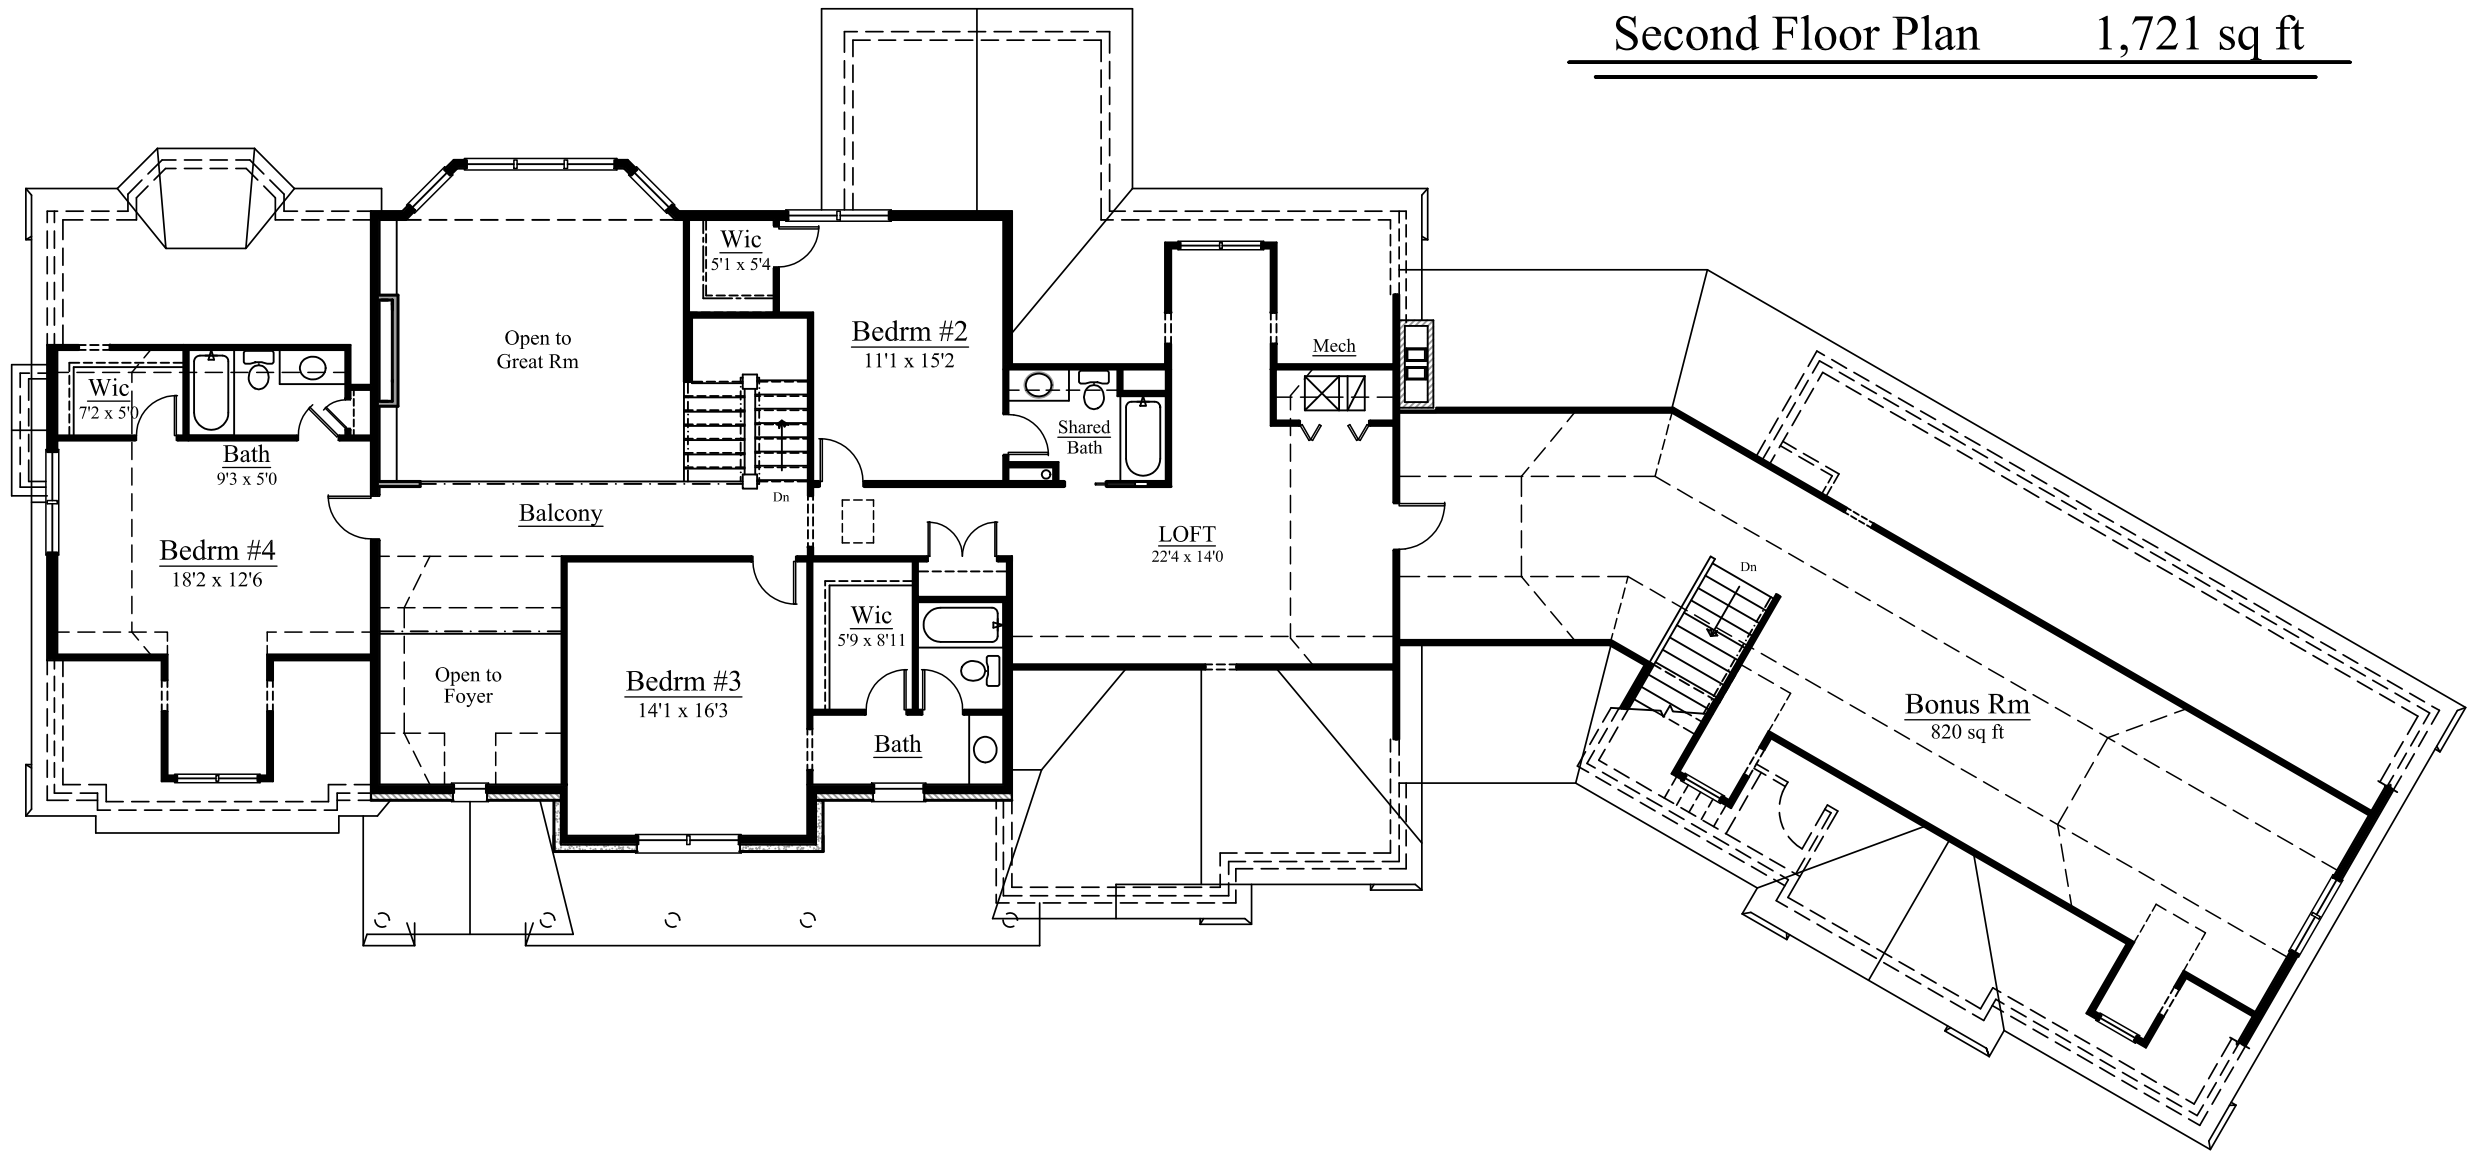 Second Floor Plan 1,721 sq ft
Wic
5'1 x 5'4
Open to
Great Rm
Bedrm #2
11'1 x 15'2
Mech
Wic
7'2 x 5'0
Bath
9'3 x 5'0
Shared
Bath
Dn
Balcony
LOFT
22'4 x 14'0
Bedrm #4
18'2 x 12'6
Dn
Wic
5'9 x 8'11
Open to
Foyer
Bedrm #3
14'1 x 16'3
Bath
Bonus Rm
820 sq ft